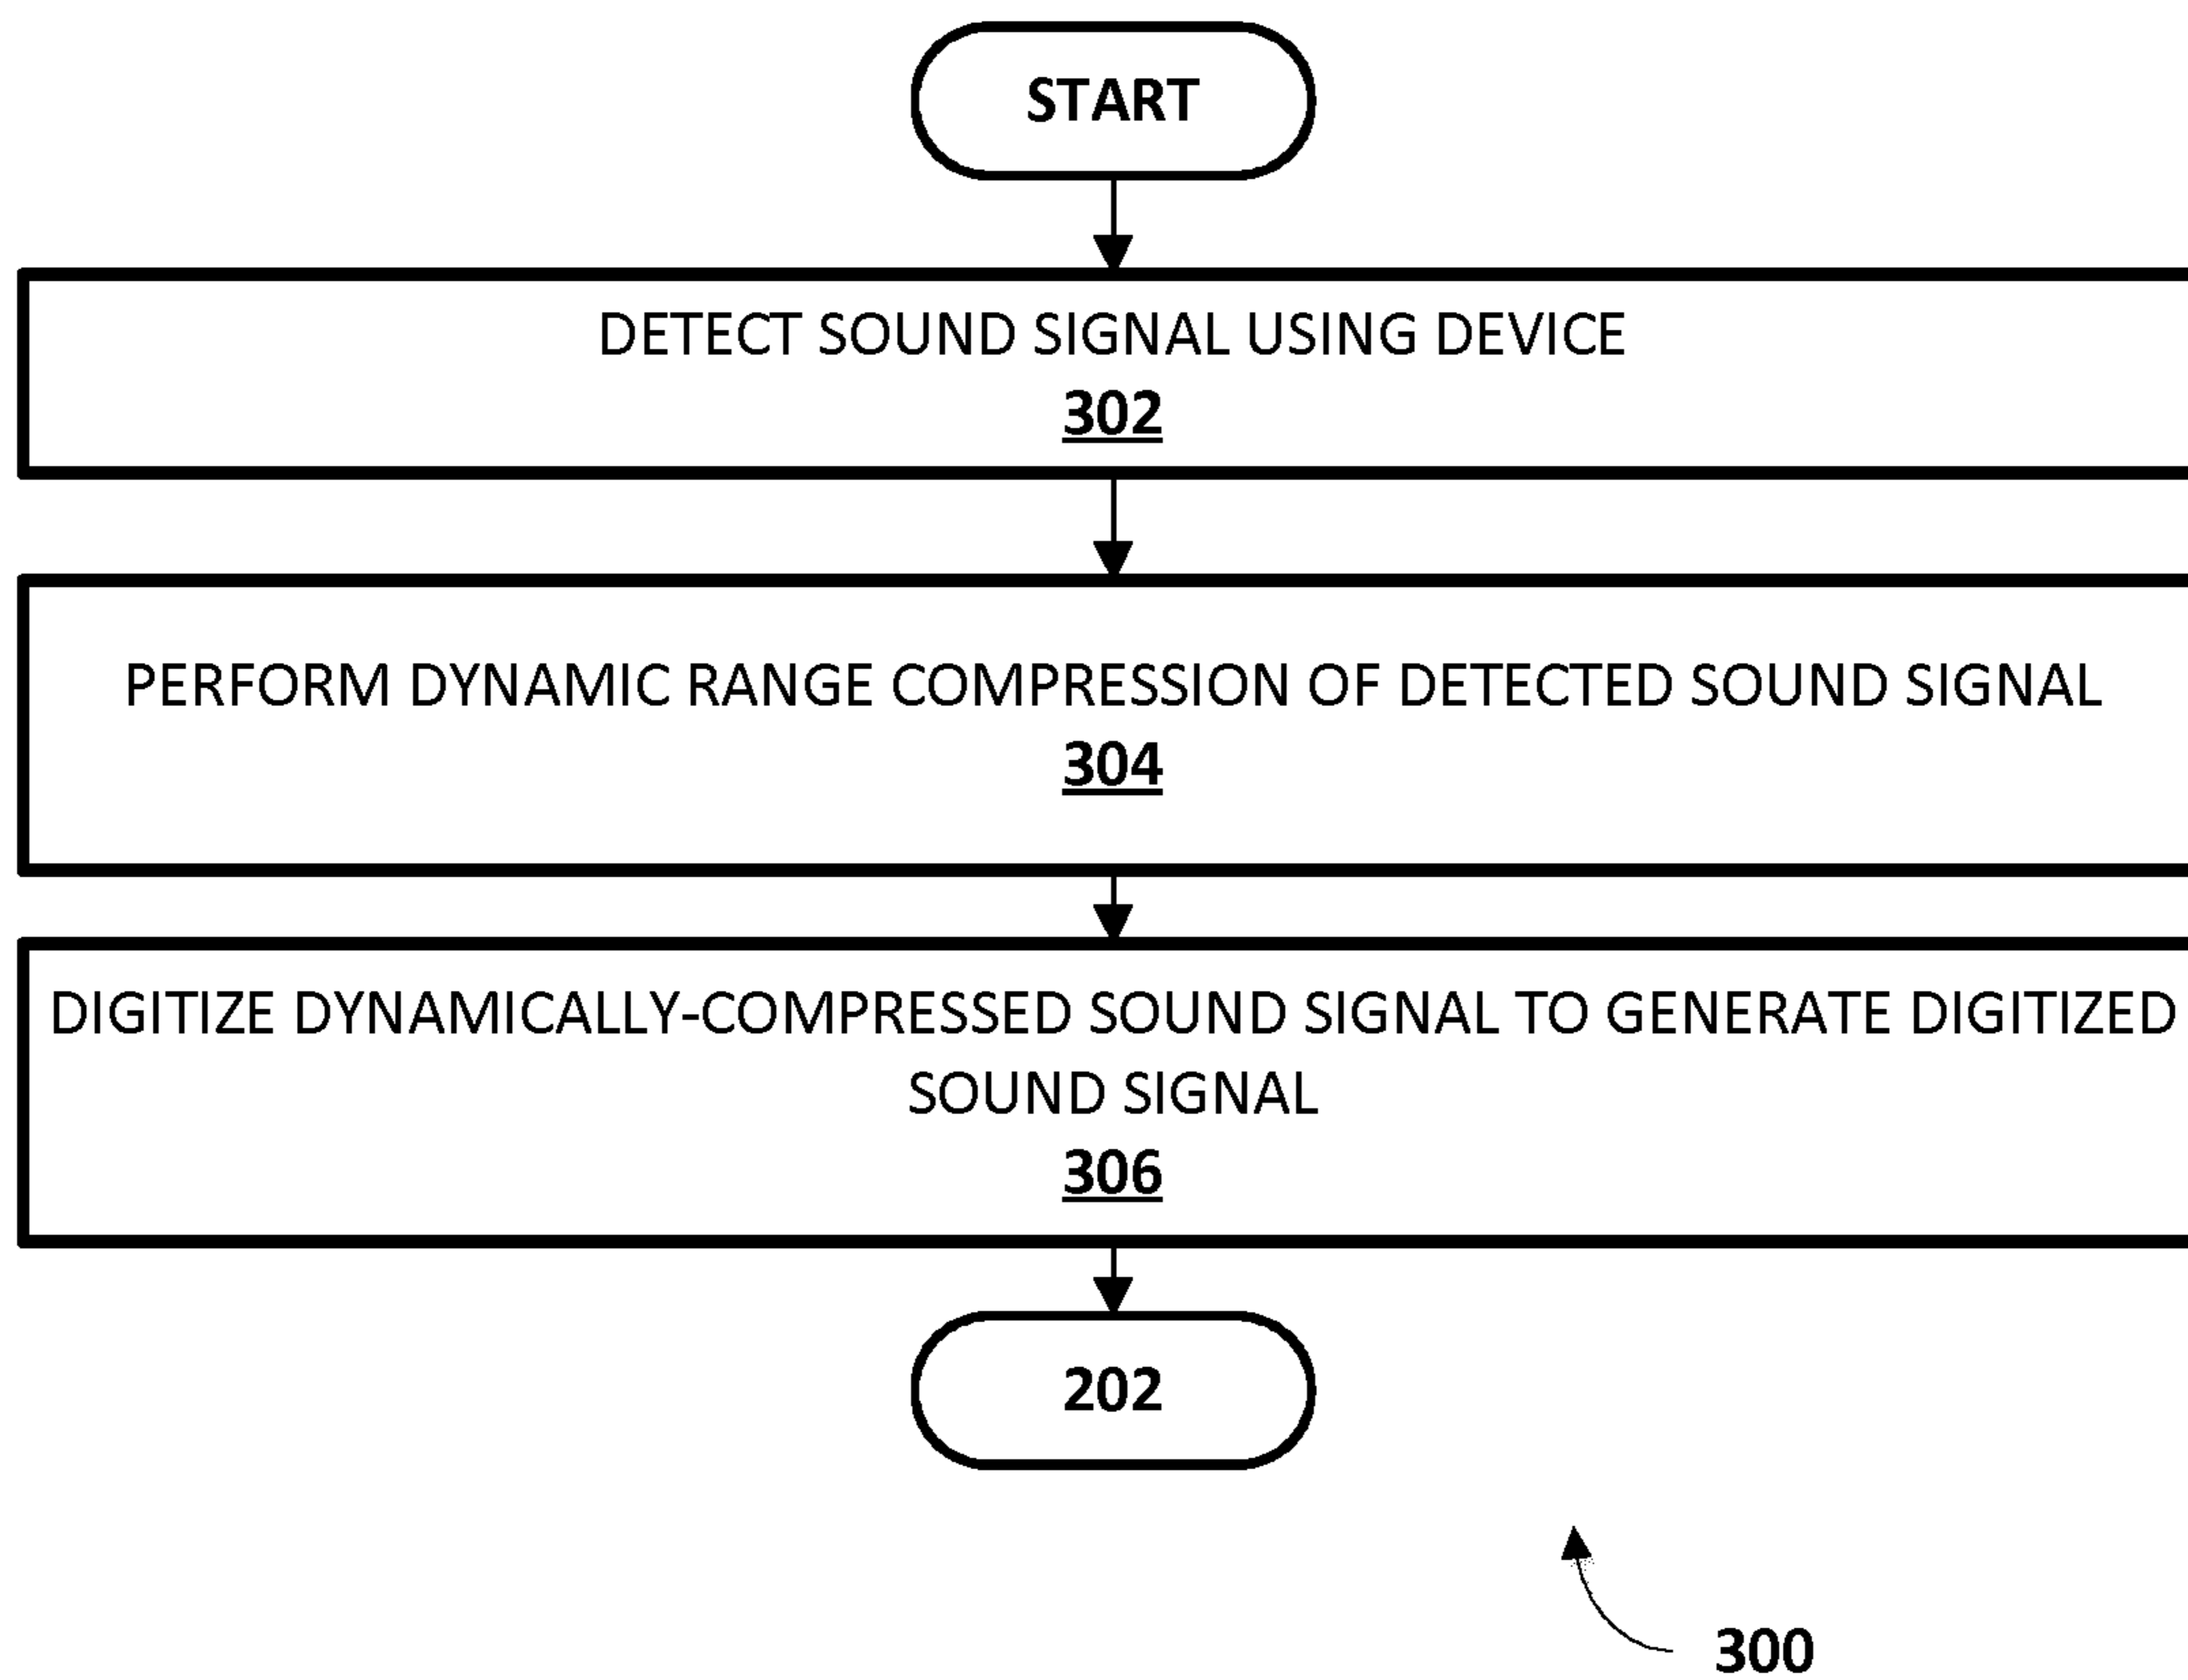 START
DETECT SOUND SIGNAL USING DEVICE
302
PERFORM DYNAMIC RANGE COMPRESSION OF DETECTED SOUND SIGNAL
304
DIGITIZE DYNAMICALLY-COMPRESSED SOUND SIGNAL TO GENERATE DIGITIZED
SOUND SIGNAL
306
202
300